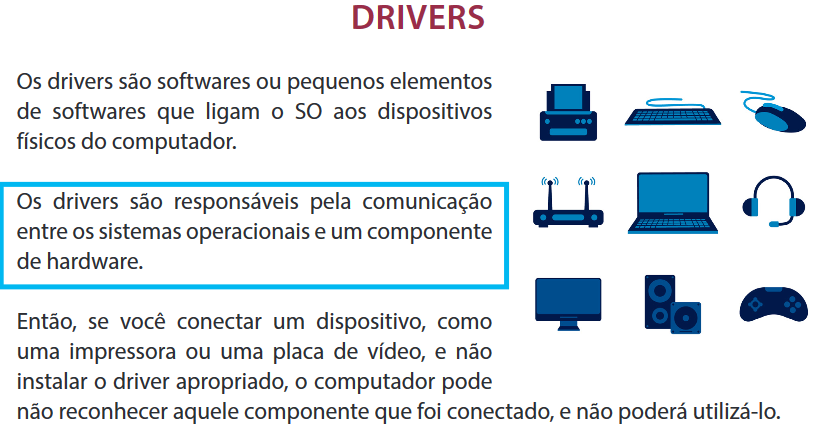 DRIVERS
Os drivers são softwares ou pequenos elementos
de softwares que ligam o SO aos dispositivos
físicos do computador.
Os drivers são responsáveis pela comunicação
entre os sistemas operacionais e um componente
de hardware.
Então, se você conectar um dispositivo, como
uma impressora ou uma placa de vídeo, e não
instalar o driver apropriado, o computador pode
não reconhecer aquele componente que foi conectado, e não poderá utilizá-lo.